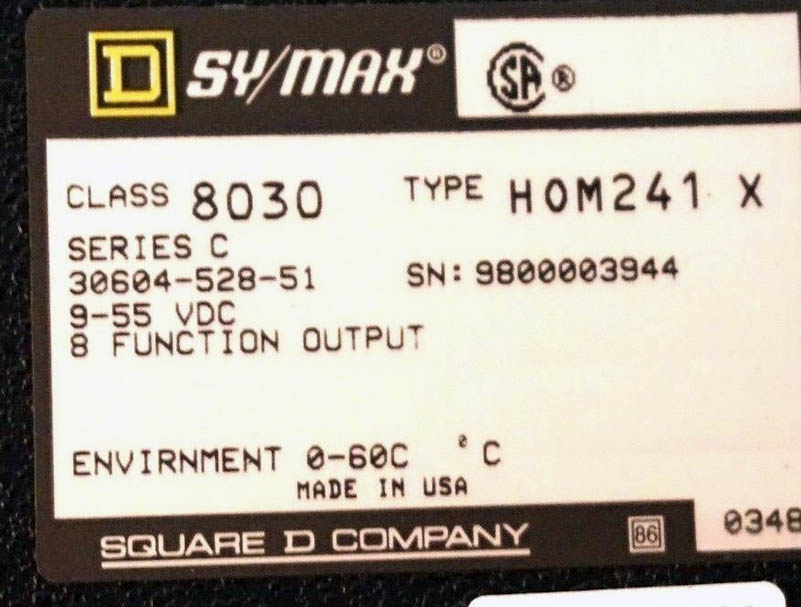 D SY/MAX®
SA ®
CLASS 8030 TYPE HOM241 X
SERIES C
30604-528-51 SN: 9800003944
9-55 VDC
8 FUNCTION OUTPUT
ENVIRNMENT 0-60C °C
MADE IN USA
SQUARE D COMPANY 86 0348